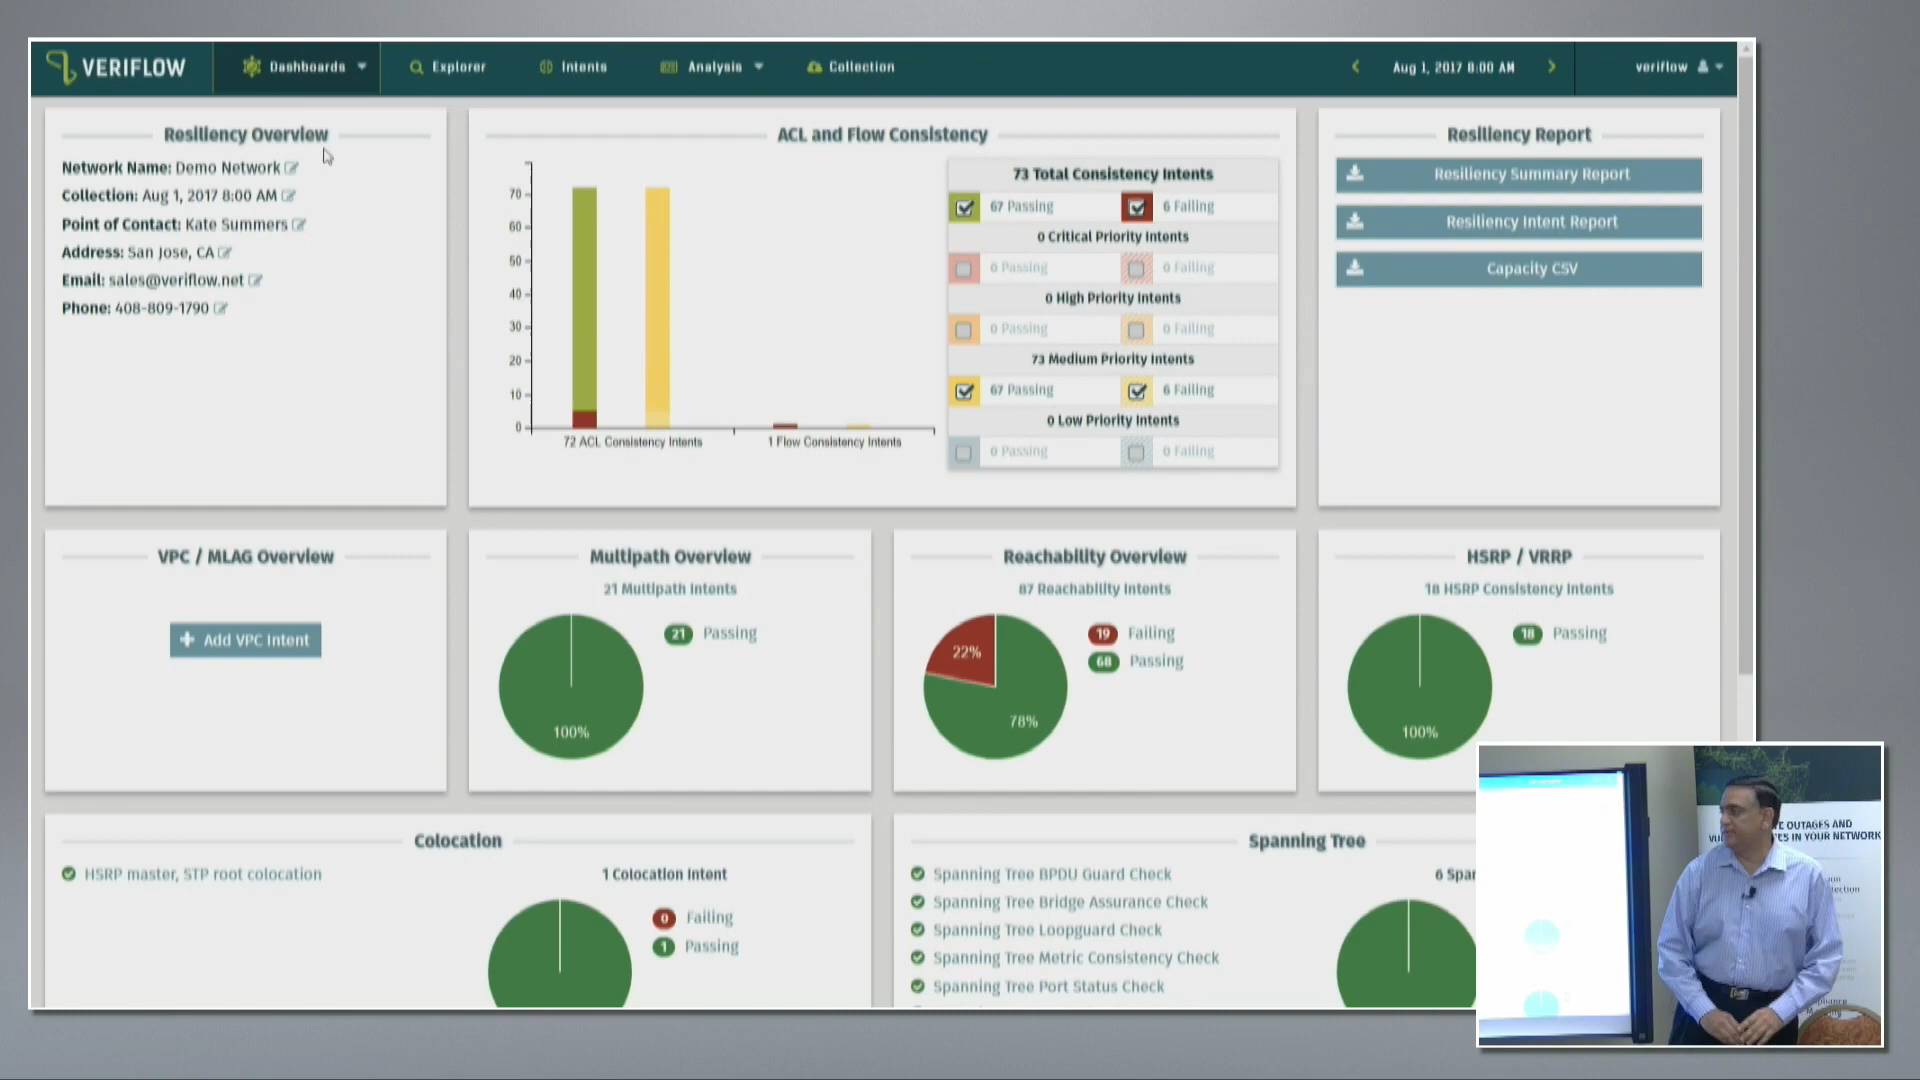 VERIFLOW
Dashboards
Explorer
Intents
Analysis
Collection
Aug 1, 2017 8:00 AM
veriflow
Resiliency Overview
Network Name: Demo Network
Collection: Aug 1, 2017 8:00 AM
Point of Contact: Kate Summers
Address: San Jose, CA
Email: sales@veriflow.net
Phone: 408-809-1790
ACL and Flow Consistency
70
60
50
40
30
20
10
0
72 ACL Consistency Intents
1 Flow Consistency Intents
73 Total Consistency Intents
67 Passing
6 Failing
0 Critical Priority Intents
0 Passing
0 Failing
0 High Priority Intents
0 Passing
0 Failing
73 Medium Priority Intents
67 Passing
6 Failing
0 Low Priority Intents
0 Passing
0 Failing
Resiliency Report
Resiliency Summary Report
Resiliency Intent Report
Capacity CSV
VPC / MLAG Overview
+ Add VPC Intent
Multipath Overview
21 Multipath Intents
21 Passing
100%
Reachability Overview
87 Reachability Intents
19 Failing
68 Passing
22%
78%
HSRP / VRRP
18 HSRP Consistency Intents
18 Passing
100%
Colocation
HSRP master, STP root colocation
1 Colocation Intent
0 Failing
1 Passing
Spanning Tree
Spanning Tree BPDU Guard Check
Spanning Tree Bridge Assurance Check
Spanning Tree Loopguard Check
Spanning Tree Metric Consistency Check
Spanning Tree Port Status Check
6 Spa
OUTAGES AND
IN YOUR NETWORK